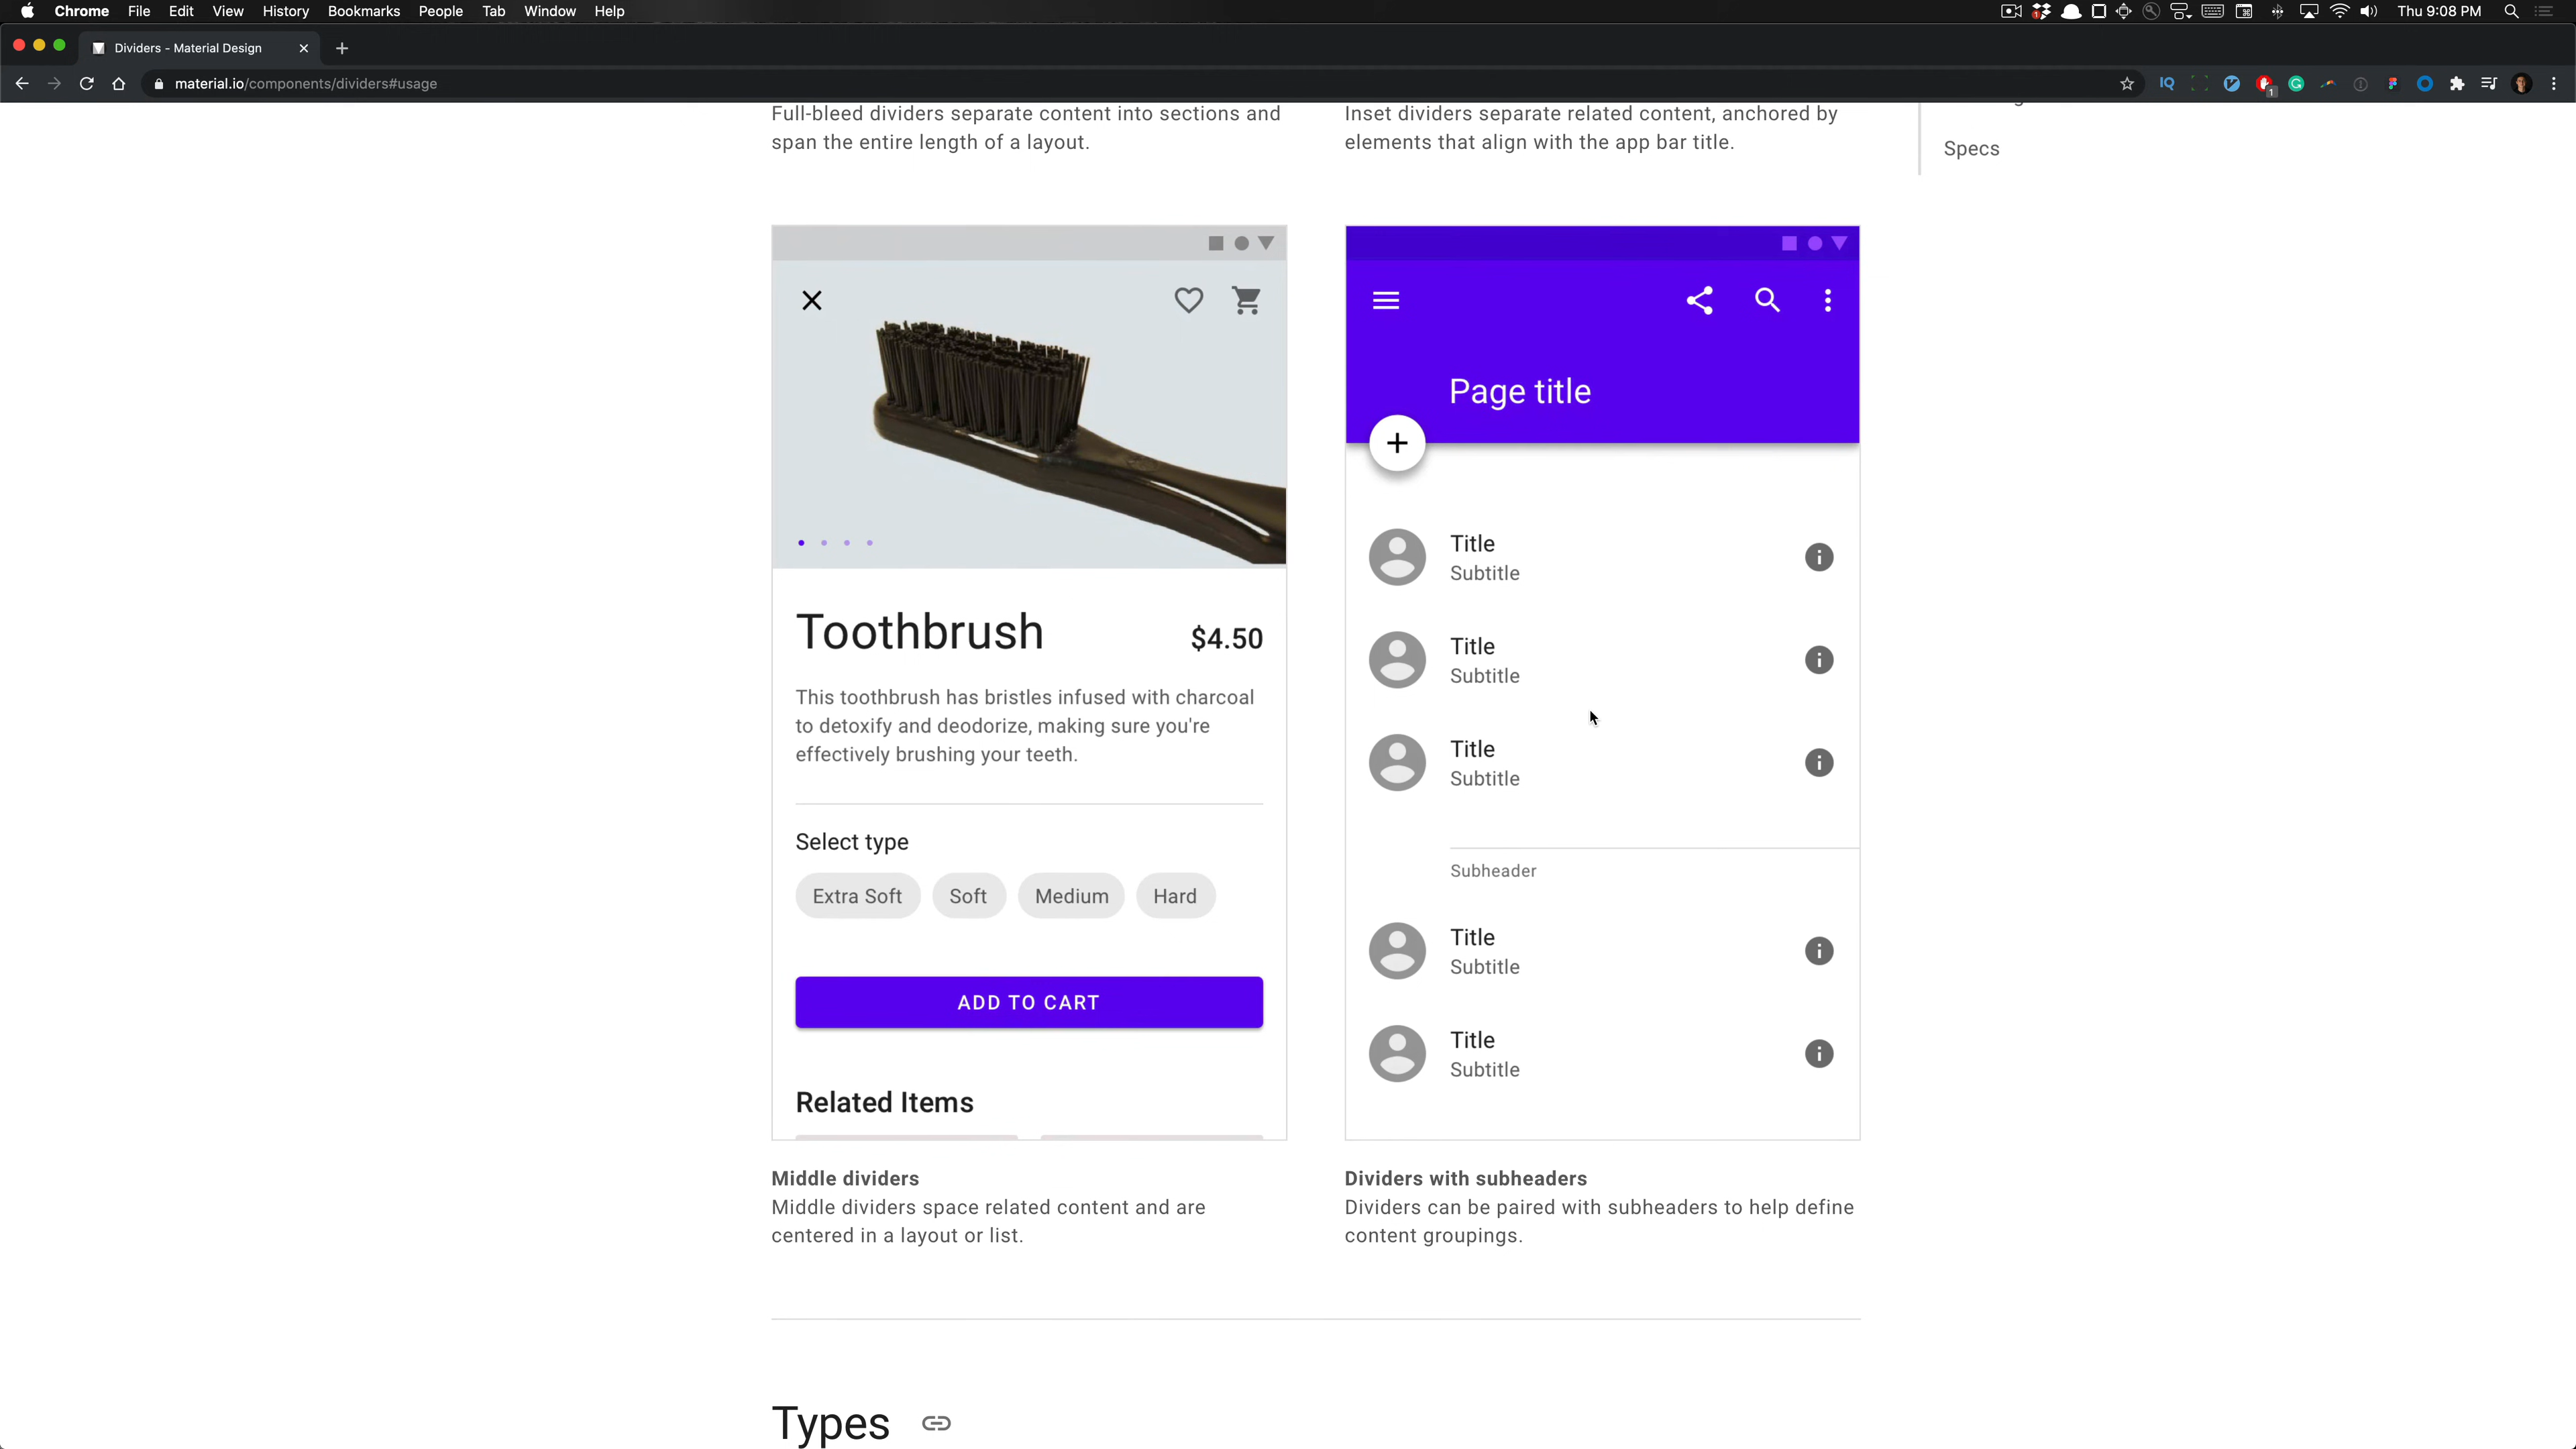 Chrome File Edit View History Bookmarks People Tab Window Help
Thu 9:08 PM
Dividers - Material Design
material.io/components/dividers#usage
Full-bleed dividers separate content into sections and
span the entire length of a layout.
Inset dividers separate related content, anchored by
elements that align with the app bar title.
Specs
Toothbrush
$4.50
This toothbrush has bristles infused with charcoal
to detoxify and deodorize, making sure you're
effectively brushing your teeth.
Select type
Extra Soft Soft Medium Hard
ADD TO CART
Related Items
Page title
Title
Subtitle
Title
Subtitle
Title
Subtitle
Subheader
Title
Subtitle
Title
Subtitle
Middle dividers
Middle dividers space related content and are
centered in a layout or list.
Dividers with subheaders
Dividers can be paired with subheaders to help define
content groupings.
Types